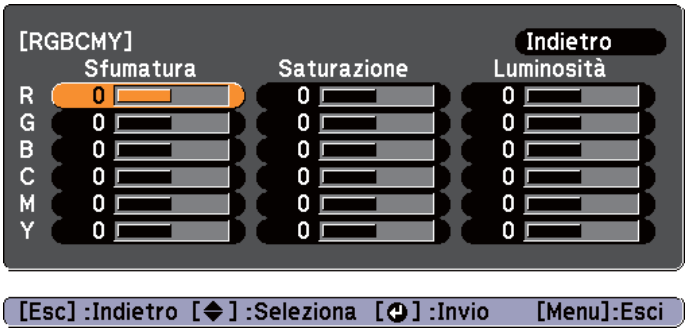 [RGBCMY] Indietro
Sfumatura Saturazione Luminosità
R 0 0 0
G 0 0 0
B 0 0 0
C 0 0 0
M 0 0 0
Y 0 0 0
[Esc] :Indietro [◆] :Seleziona [⏎] :Invio [Menu]:Esci